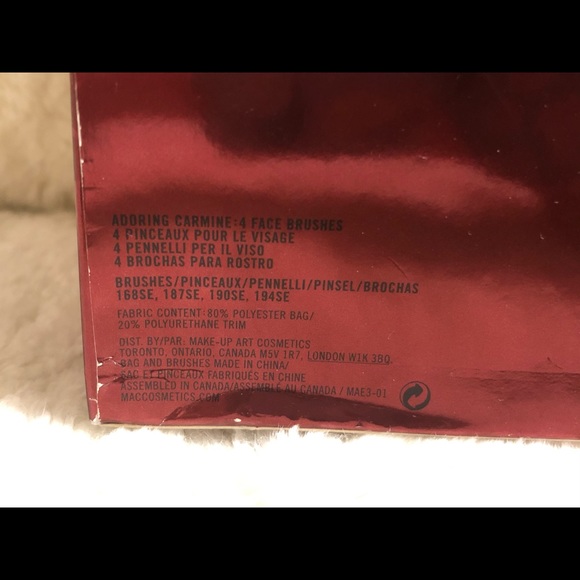 ADORING CARMINE: 4 FACE BRUSHES
4 PINCEAUX POUR LE VISAGE
4 PENNELLI PER IL VISO
4 BROCHAS PARA ROSTRO
BRUSHES/PINCEAUX/PENNELLI/PINSEL/BROCHAS
168SE, 187SE, 190SE, 194SE
FABRIC CONTENT: 80% POLYESTER BAG/
20% POLYURETHANE TRIM
DIST. BY/PAR. MAKE-UP ART COSMETICS
TORONTO, ONTARIO, CANADA M5V 1R7, LONDON W1K 3BQ,
BAG AND BRUSHES MADE IN CHINA/
SAC ET PINCEAUX FABRIQUÉS EN CHINE
ASSEMBLED IN CANADA/ASSEMBLÉ AU CANADA / MAE3-01
MACCOSMETICS.COM